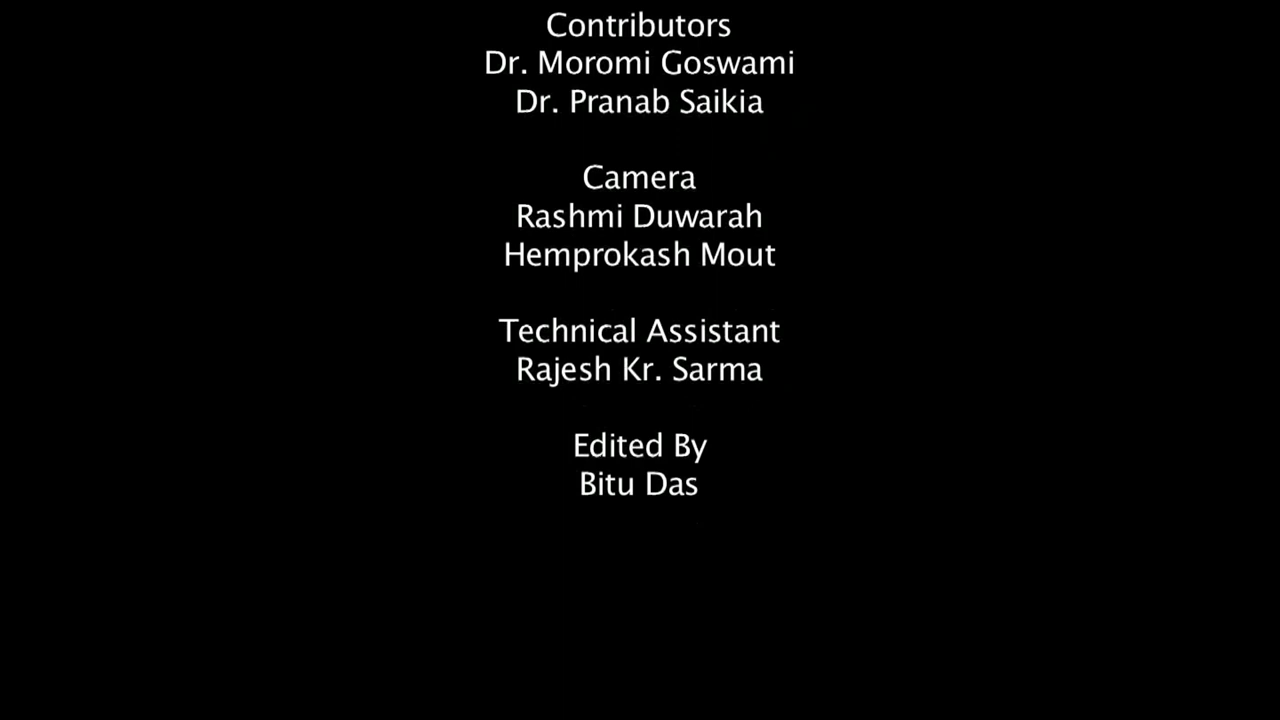 Contributors
Dr. Moromi Goswami
Dr. Pranab Saikia
Camera
Rashmi Duwarah
Hemprokash Mout
Technical Assistant
Rajesh Kr. Sarma
Edited By
Bitu Das